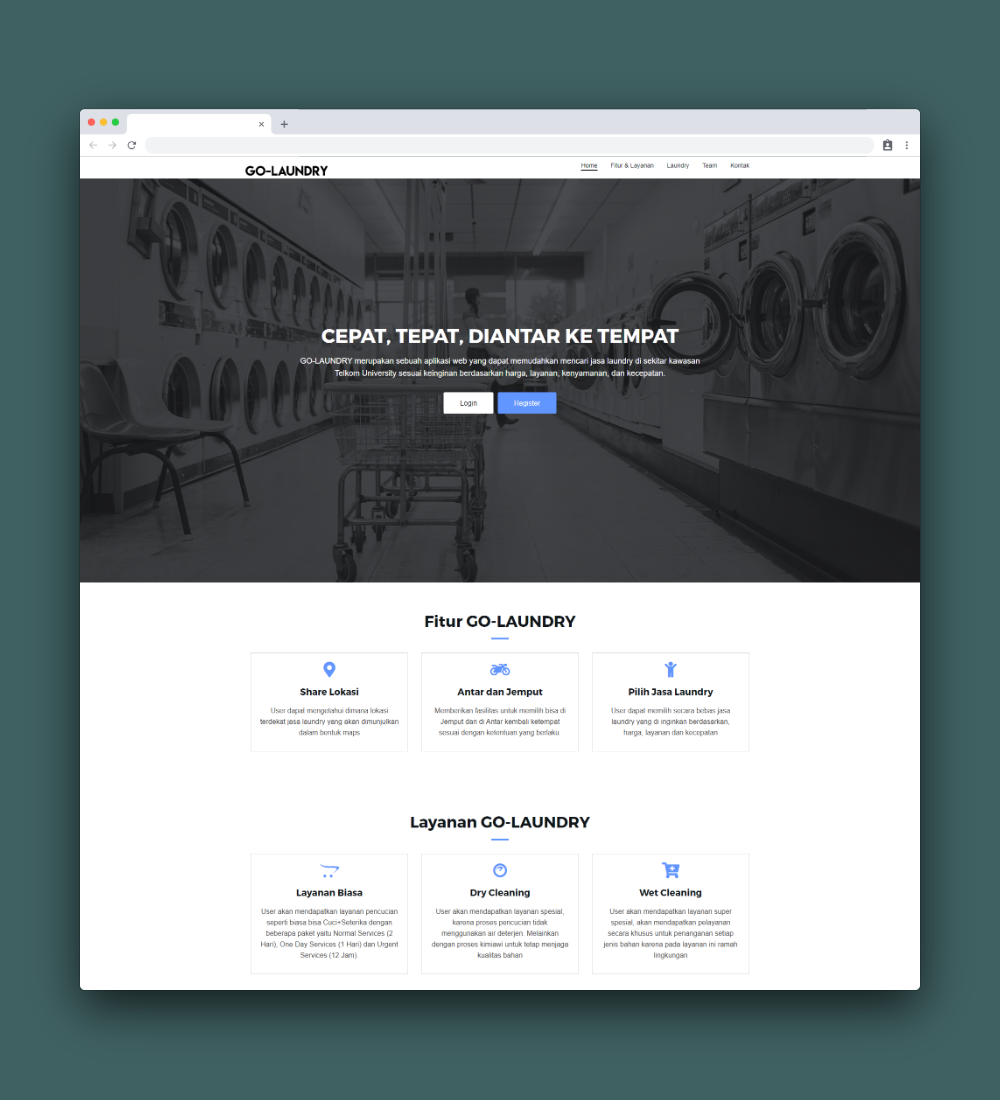 GO-LAUNDRY
Home Fitur & Layanan Laundry Team Kontak
CEPAT, TEPAT, DIANTAR KE TEMPAT
GO-LAUNDRY merupakan sebuah aplikasi web yang dapat memudahkan mencari jasa laundry di sekitar kawasan
Telkom University sesuai keinginan berdasarkan harga, layanan, kenyamanan, dan kecepatan.
Login
Register
Fitur GO-LAUNDRY
Share Lokasi
User dapat mengetahui dimana lokasi
terdekat jasa laundry yang akan dimunjulkan
dalam bentuk maps
Antar dan Jemput
Memberikan fasilitas untuk memilih bisa di
Jemput dan di Antar kembali ketempat
sesuai dengan ketentuan yang berlaku
Pilih Jasa Laundry
User dapat memilih secara bebas jasa
laundry yang di inginkan berdasarkan,
harga, layanan dan kecepatan
Layanan GO-LAUNDRY
Layanan Biasa
User akan mendapatkan layanan pencucian
seperti biasa bisa Cuci+Seterika dengan
beberapa paket yaitu Normal Services (2
Hari), One Day Services (1 Hari) dan Urgent
Services (12 Jam)
Dry Cleaning
User akan mendapatkan layanan spesial,
karena proses pencucian tidak
menggunakan air deterjen. Melainkan
dengan proses kimiawi untuk tetap menjaga
kualitas bahan
Wet Cleaning
User akan mendapatkan layanan super
spesial, akan mendapatkan pelayanan
secara khusus untuk penanganan setiap
jenis bahan karena pada layanan ini ramah
lingkungan